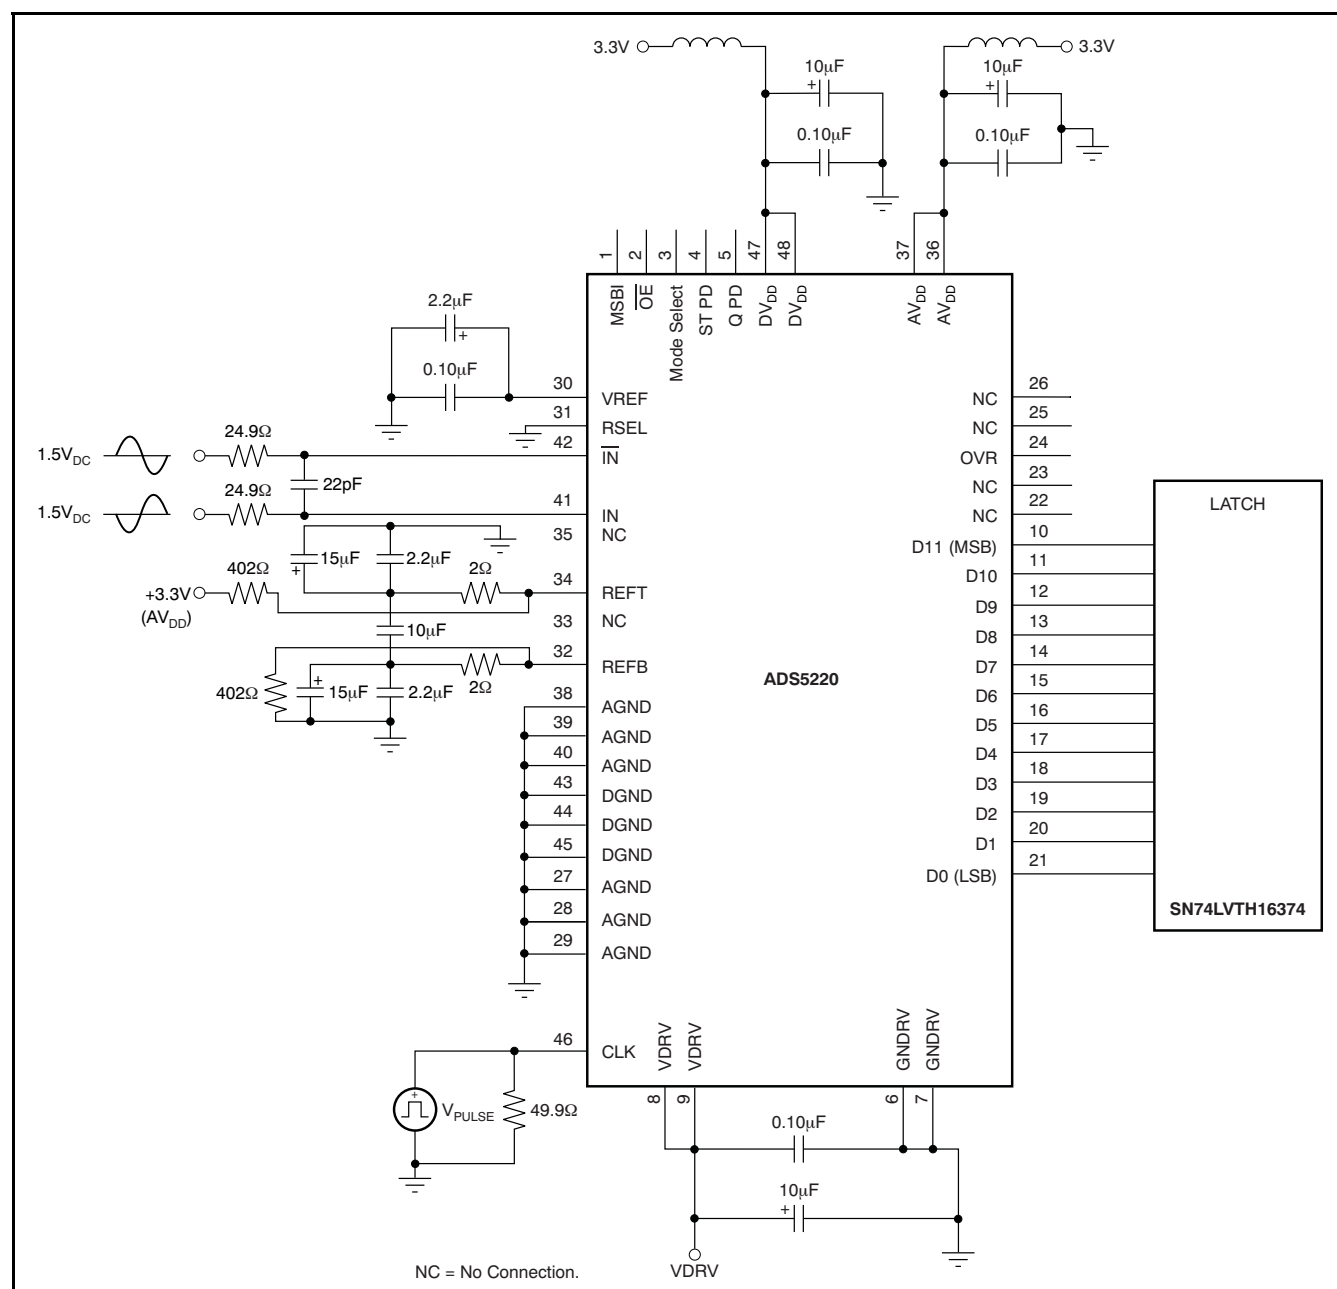 3.3V
3.3V
10μF
+
10μF
+
0.10μF
0.10μF
1
2
3
4
5
47
48
37
36
MSBI
OE
Mode Select
ST PD
Q PD
DVDD
DVDD
AVDD
AVDD
2.2μF
+
0.10μF
30
VREF
31
RSEL
42
IN
1.5VDC
24.9Ω
22pF
1.5VDC
24.9Ω
41
IN
35
NC
15μF
+
2.2μF
402Ω
2Ω
34
REFT
+3.3V
(AVDD)
10μF
33
NC
32
REFB
402Ω
+
15μF
2.2μF
2Ω
38
AGND
39
AGND
40
AGND
43
DGND
44
DGND
45
DGND
27
AGND
28
AGND
29
AGND
46
CLK
+
VPULSE
49.9Ω
ADS5220
NC
26
NC
25
OVR
24
NC
23
NC
22
D11 (MSB)
10
D10
11
D9
12
D8
13
D7
14
D6
15
D5
16
D4
17
D3
18
D2
19
D1
20
D0 (LSB)
21
LATCH
SN74LVTH16374
VDRV
VDRV
GNDRV
GNDRV
8
9
6
7
0.10μF
10μF
+
VDRV
NC = No Connection.